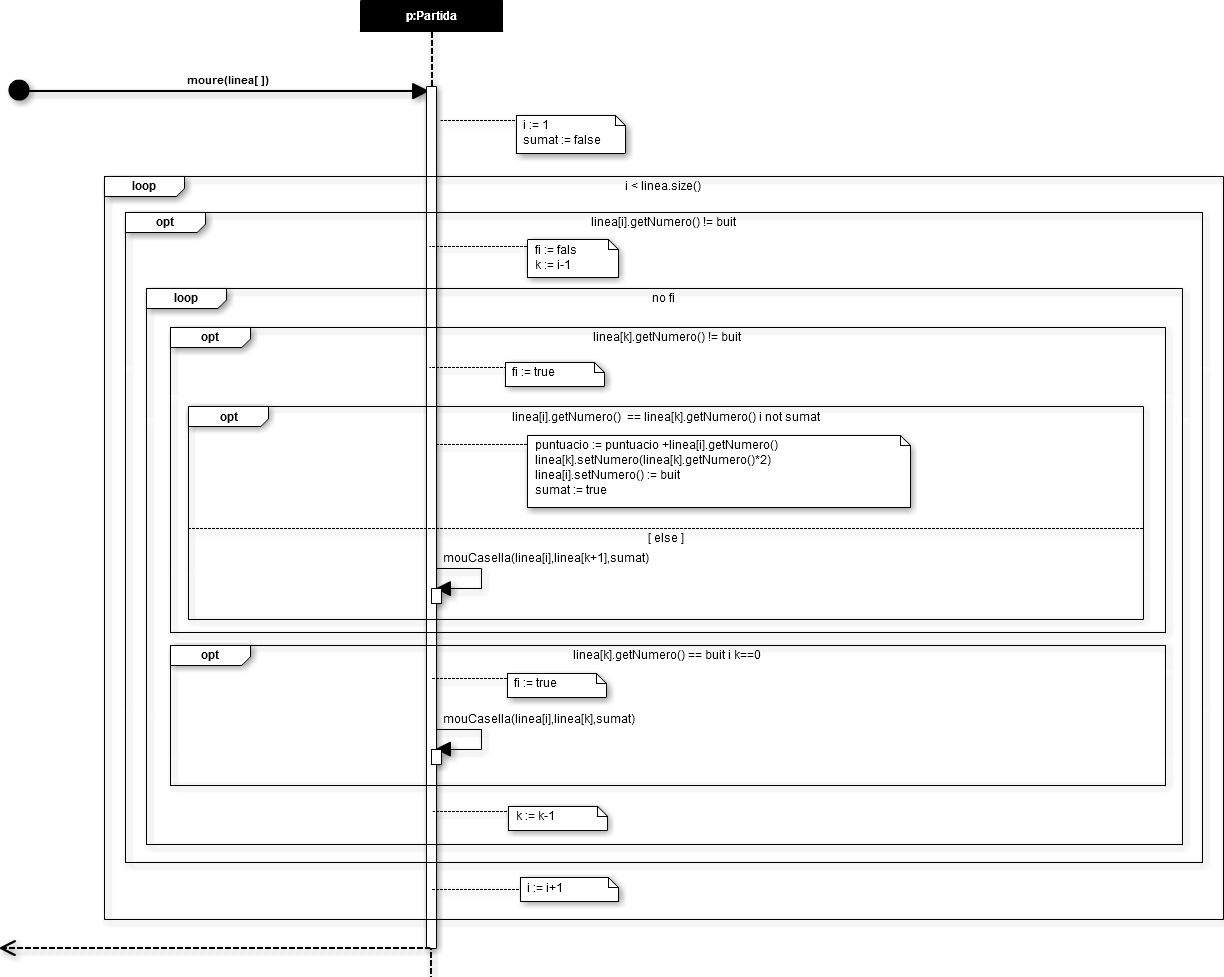 p:Partida
moure(linea[ ])
i := 1
sumat := false
loop
i < linea.size()
opt
linea[i].getNumero() != buit
fi := fals
k := i-1
loop
no fi
opt
linea[k].getNumero() != buit
fi := true
opt
linea[i].getNumero() == linea[k].getNumero() i not sumat
puntuacio := puntuacio +linea[i].getNumero()
linea[k].setNumero(linea[k].getNumero()*2)
linea[i].setNumero() := buit
sumat := true
[ else ]
mouCasella(linea[i],linea[k+1],sumat)
opt
linea[k].getNumero() == buit i k==0
fi := true
mouCasella(linea[i],linea[k],sumat)
k := k-1
i := i+1